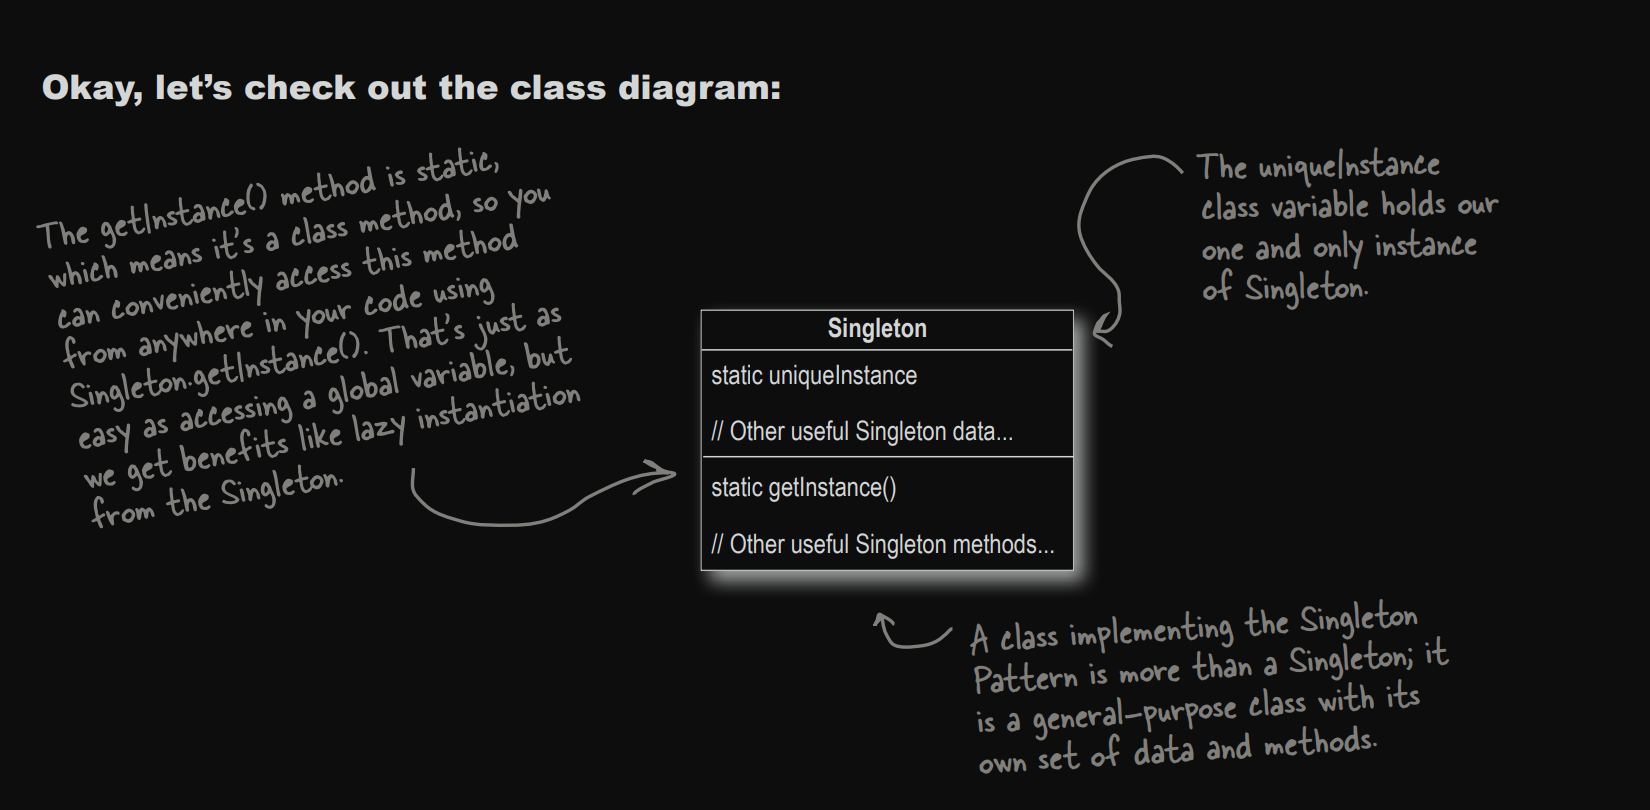 Okay, let's check out the class diagram:
The getInstance() method is static,
which means it's a class method, so you
can conveniently access this method
from anywhere in your code using
Singleton.getInstance(). That's just as
easy as accessing a global variable, but
we get benefits like lazy instantiation
from the Singleton.
The uniqueInstance
class variable holds our
one and only instance
of Singleton.
Singleton
static uniqueInstance
// Other useful Singleton data...
static getInstance()
// Other useful Singleton methods...
A class implementing the Singleton
Pattern is more than a Singleton; it
is a general-purpose class with its
own set of data and methods.